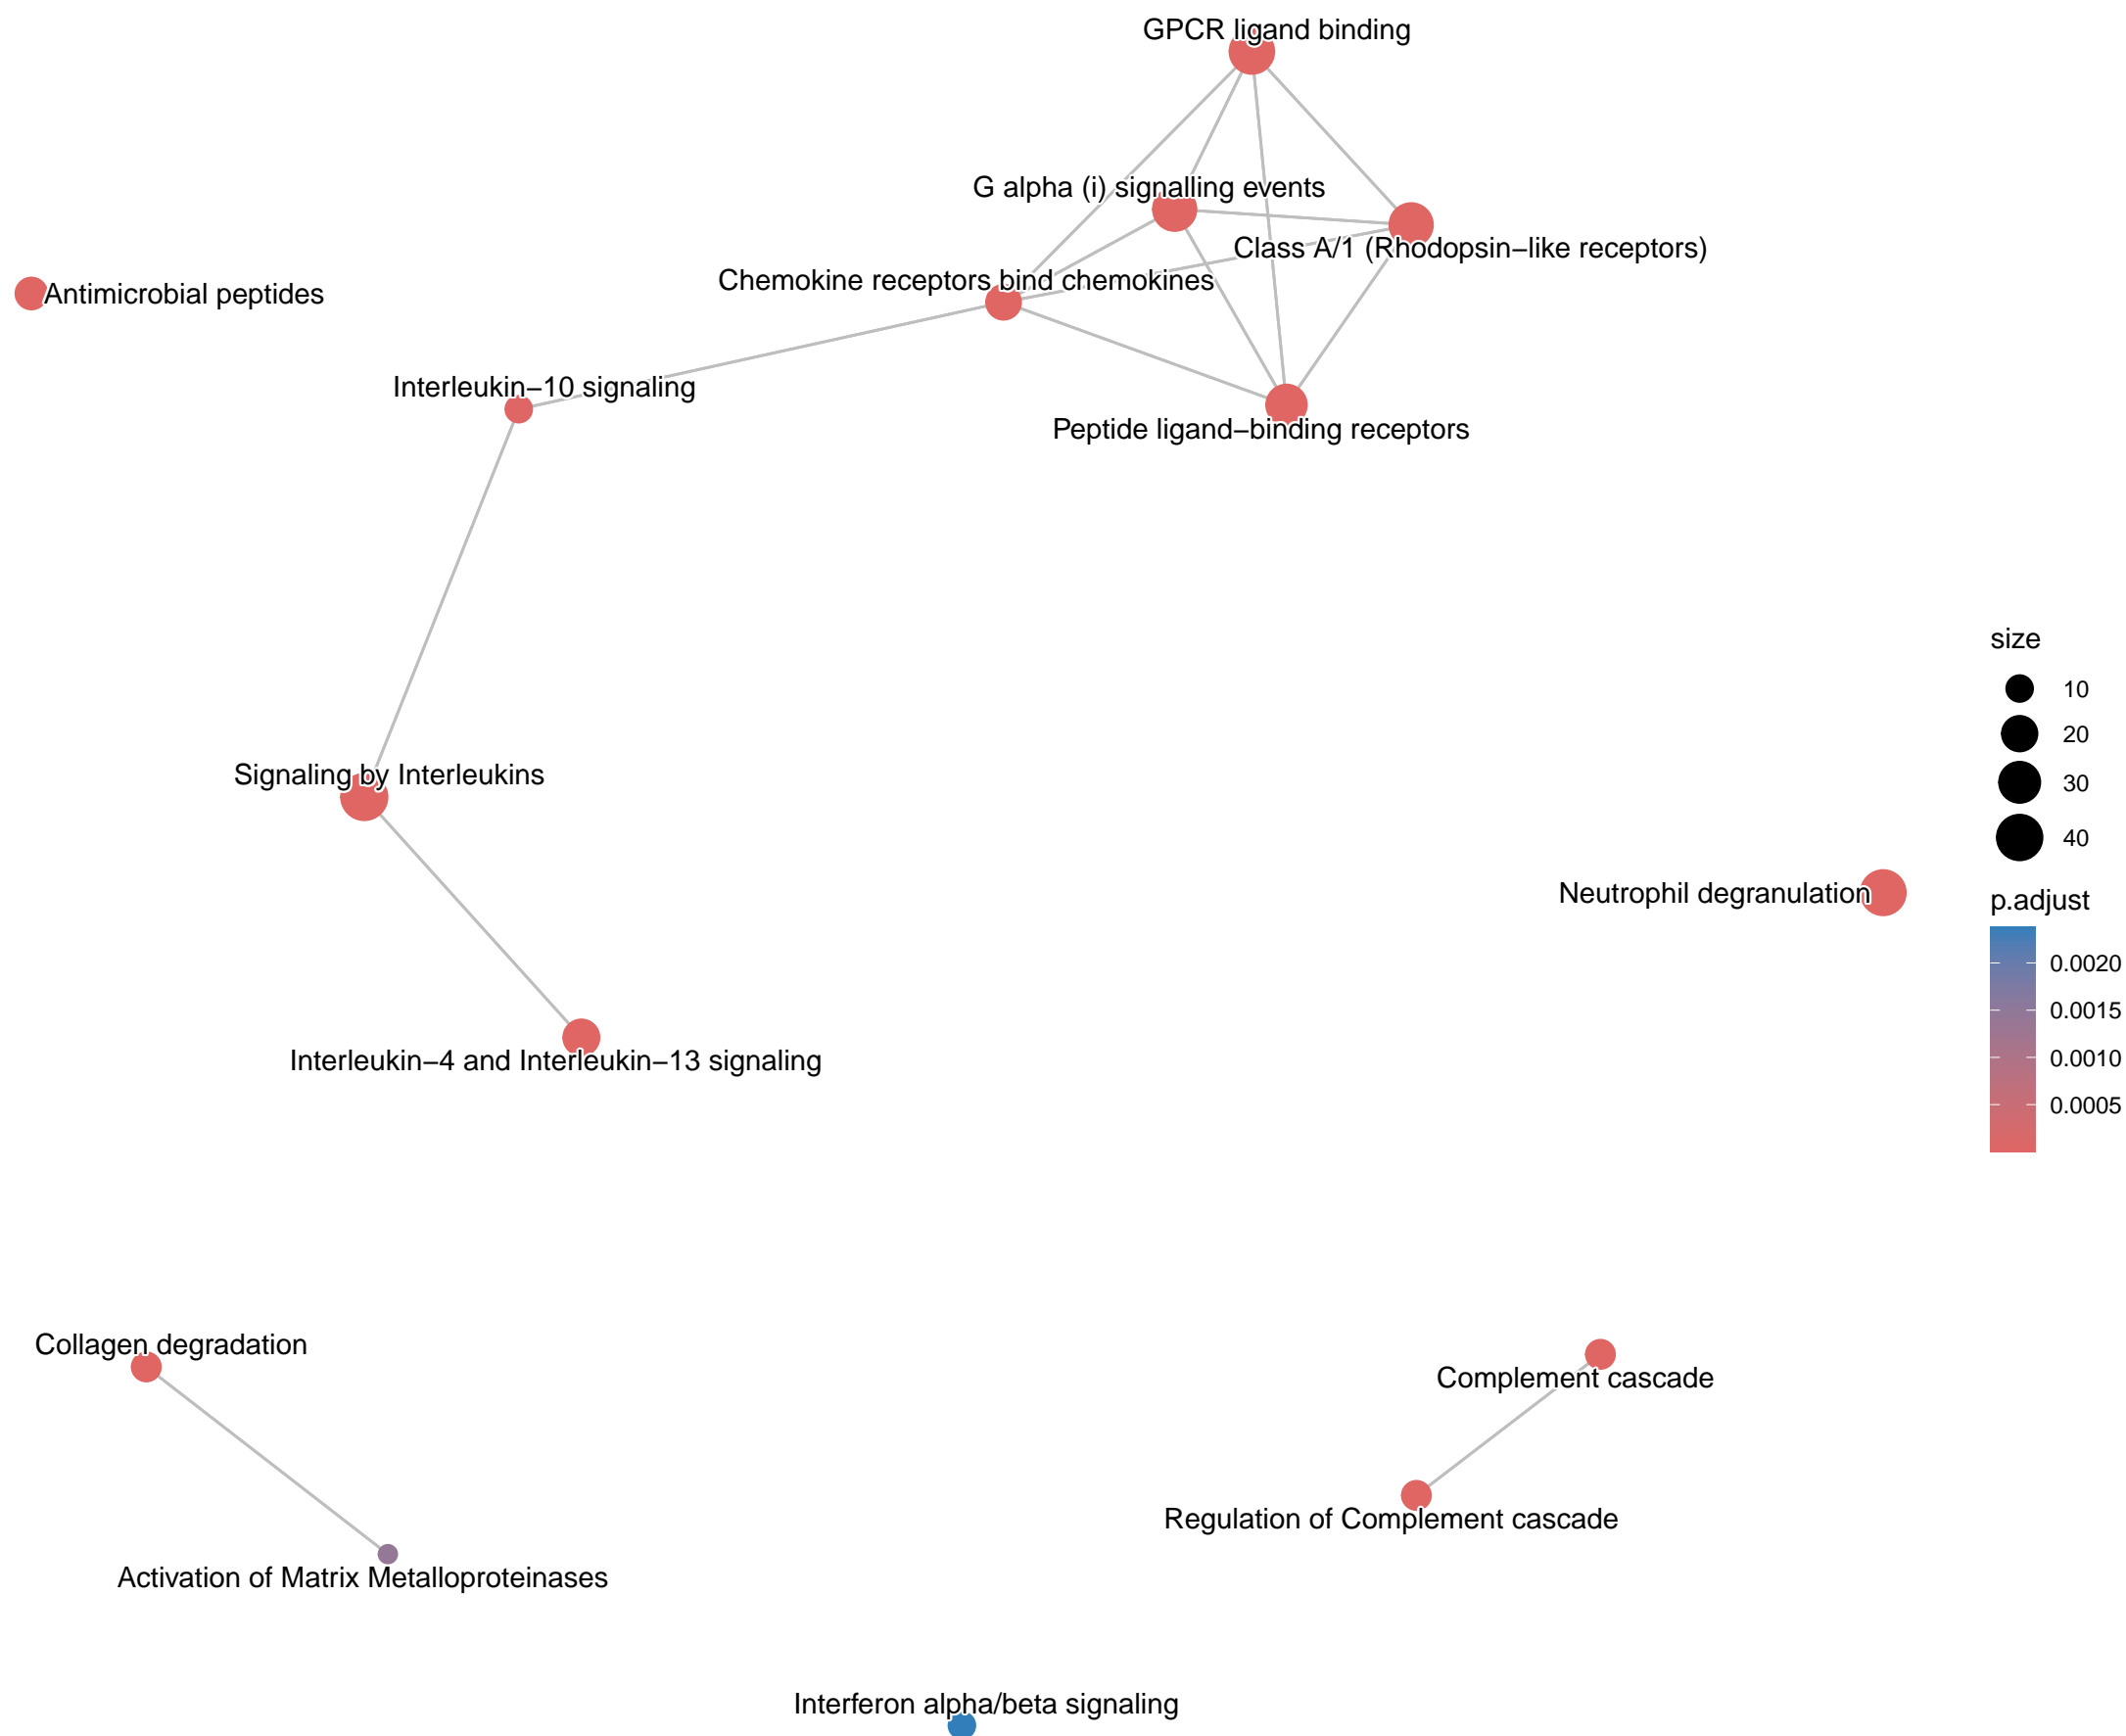 GPCR ligand binding
G alpha (i) signalling events
Class A/1 (Rhodopsin−like receptors)
Chemokine receptors bind chemokines
Antimicrobial peptides
Interleukin−10 signaling
Peptide ligand−binding receptors
Signaling by Interleukins
Neutrophil degranulation
Interleukin−4 and Interleukin−13 signaling
Collagen degradation
Complement cascade
Regulation of Complement cascade
Activation of Matrix Metalloproteinases
Interferon alpha/beta signaling
size
10
20
30
40
p.adjust
0.0020
0.0015
0.0010
0.0005